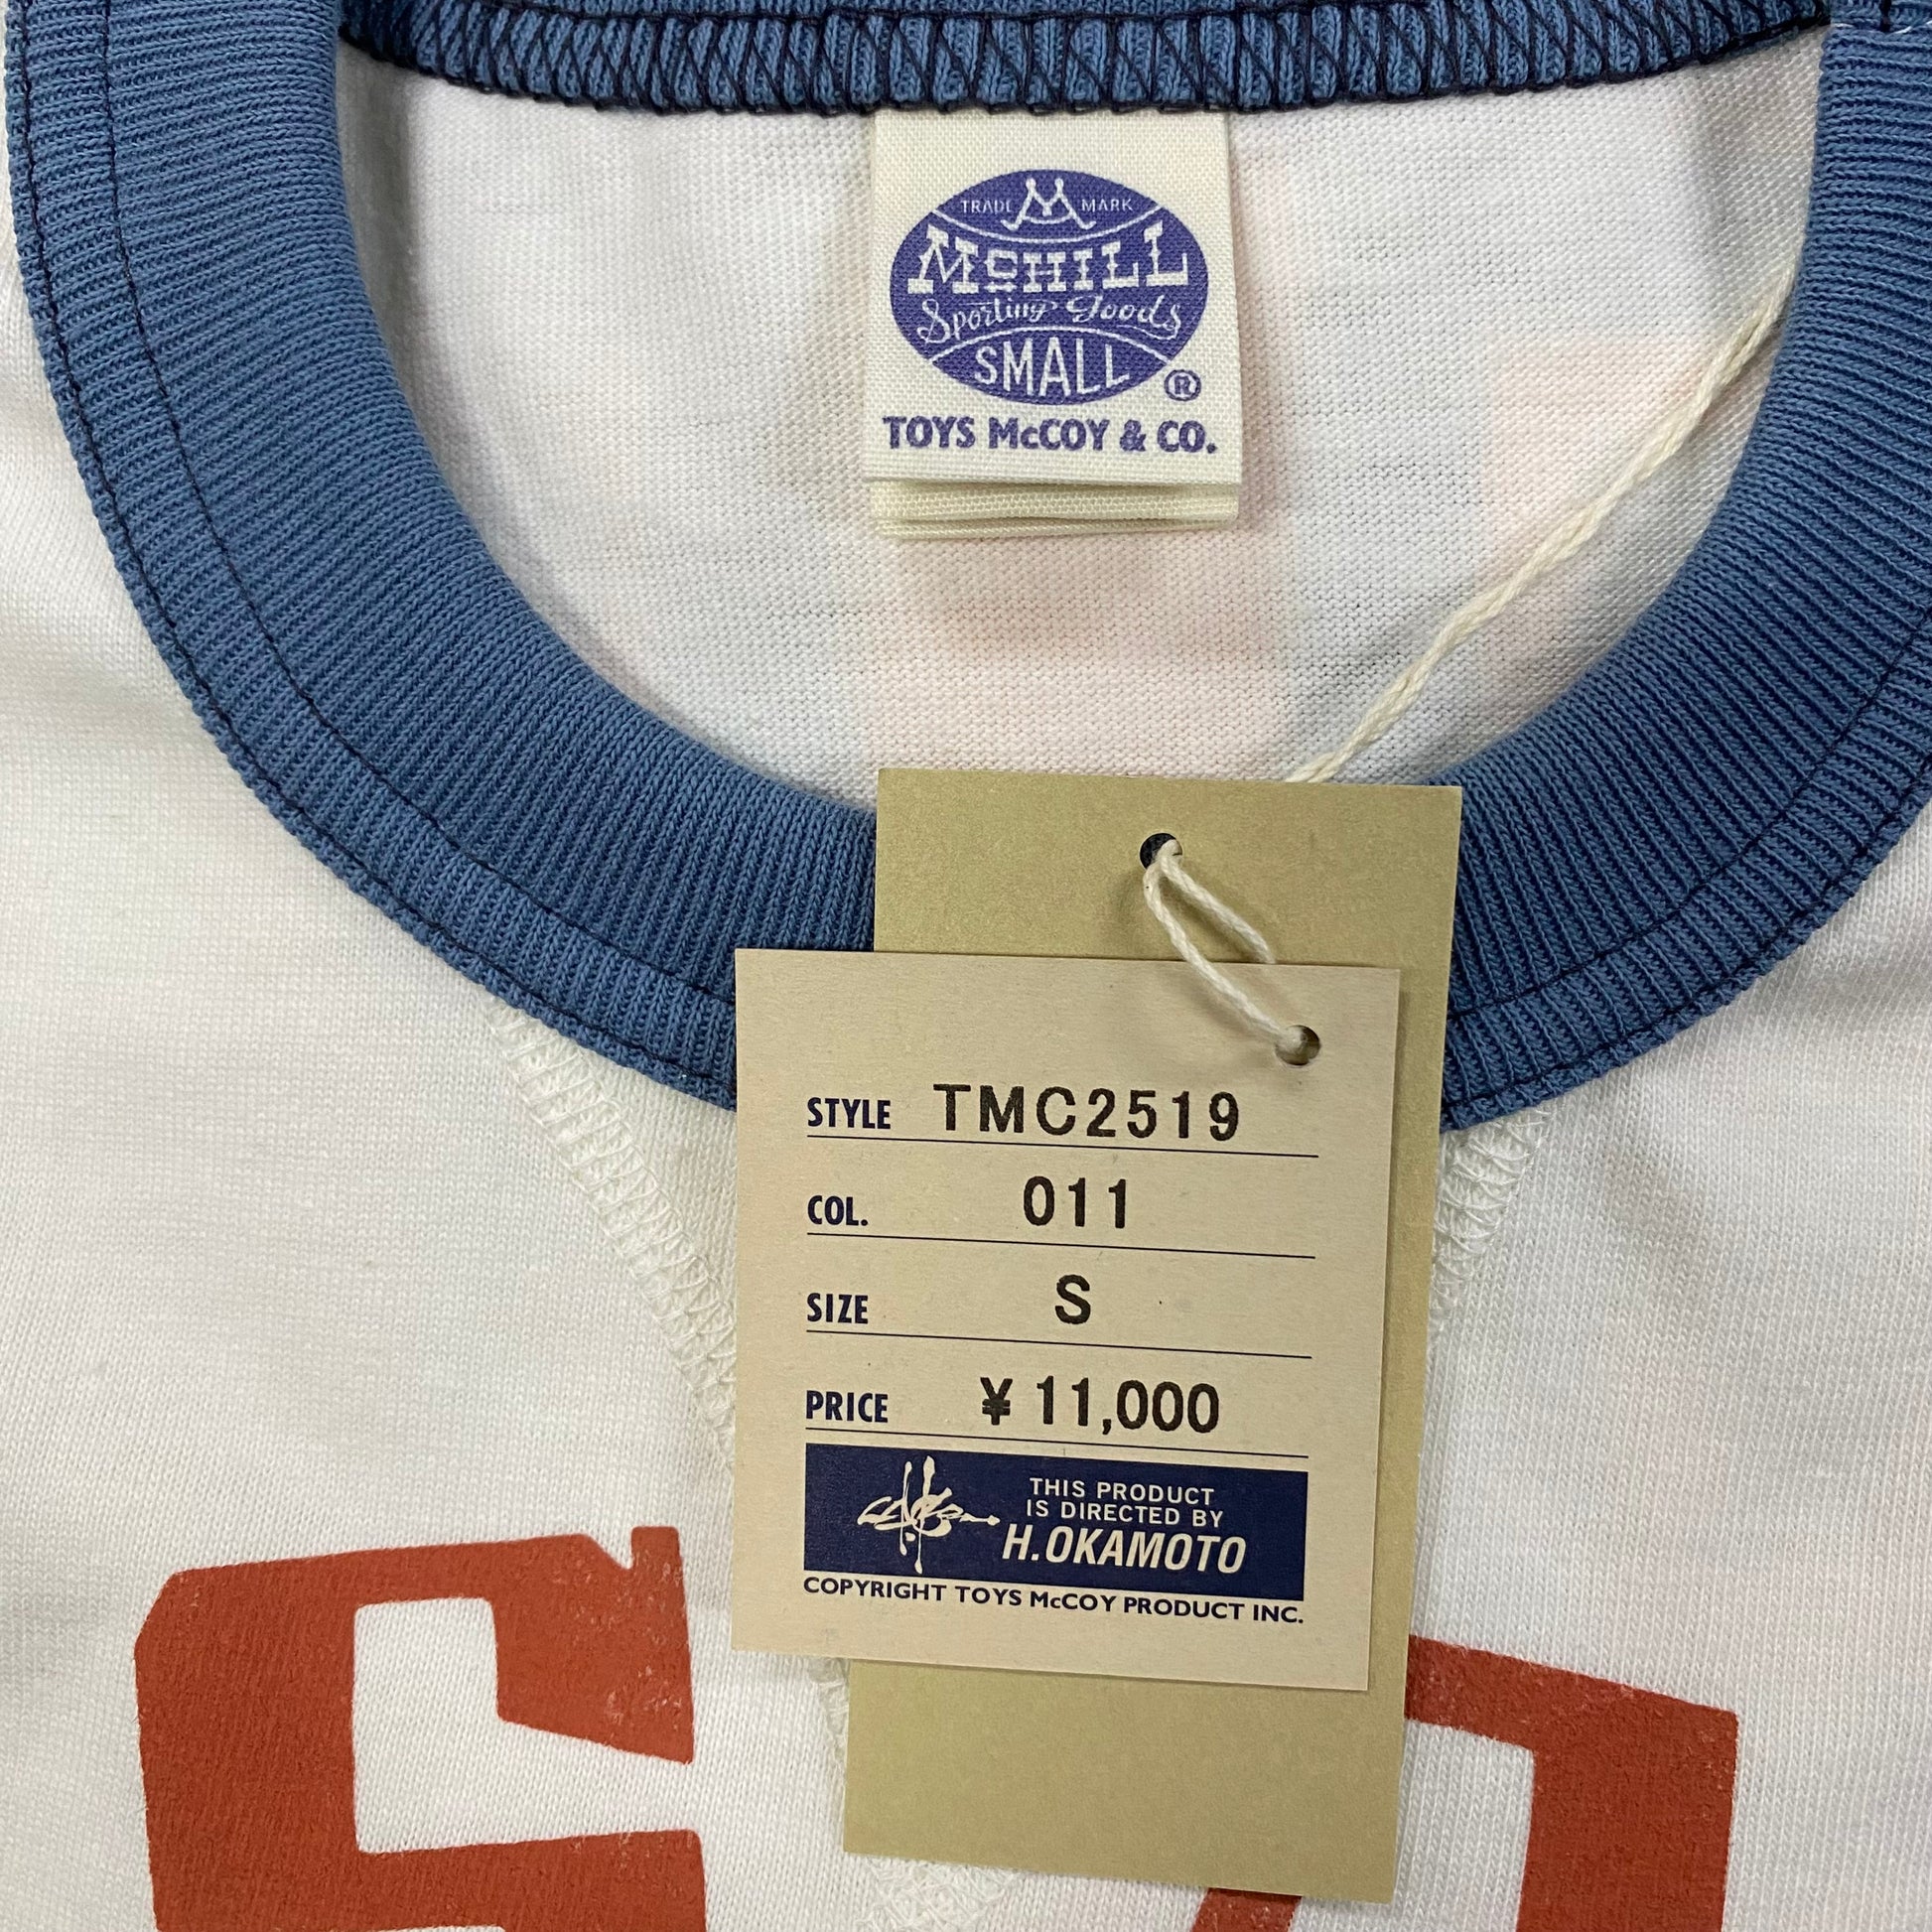 TRADE M MARK
McHILL
Sporting Goods
SMALL ®
TOYS McCOY & CO.
STYLE TMC2519
COL. 011
SIZE S
PRICE ¥ 11,000
THIS PRODUCT
IS DIRECTED BY
H.OKAMOTO
COPYRIGHT TOYS McCOY PRODUCT INC.